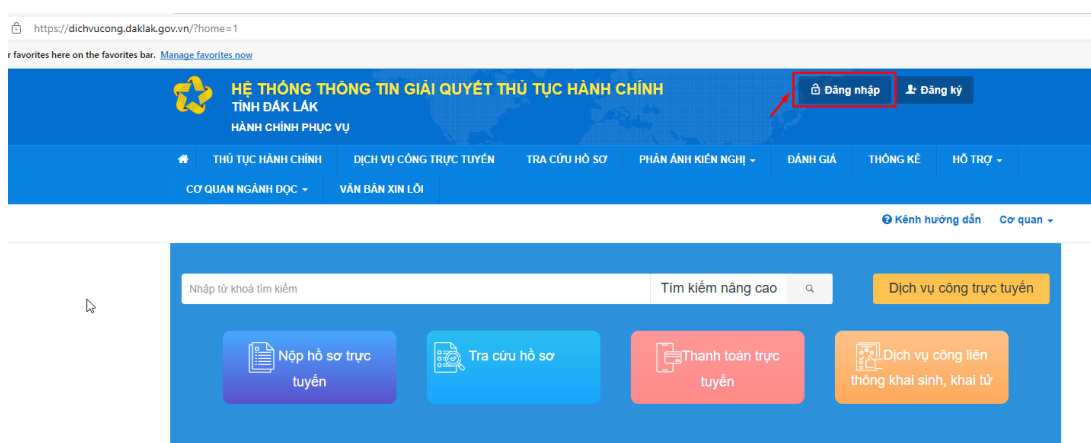 https://dichvucong.daklak.gov.vn/?home=1
r favorites here on the favorites bar. Manage favorites now
HỆ THỐNG THÔNG TIN GIẢI QUYẾT THỦ TỤC HÀNH CHÍNH
TỈNH ĐẮK LẮK
HÀNH CHÍNH PHỤC VỤ
Đăng nhập
Đăng ký
THỦ TỤC HÀNH CHÍNH DỊCH VỤ CÔNG TRỰC TUYẾN TRA CỨU HỒ SƠ PHẢN ÁNH KIẾN NGHỊ ĐÁNH GIÁ THỐNG KÊ HỖ TRỢ
CƠ QUAN NGÀNH DỌC VĂN BẢN XIN LỖI
Kênh hướng dẫn Cơ quan
Nhập từ khoá tìm kiếm
Tìm kiếm nâng cao
Dịch vụ công trực tuyến
Nộp hồ sơ trực
tuyến
Tra cứu hồ sơ
Thanh toán trực
tuyến
Dịch vụ công liên
thông khai sinh, khai tử